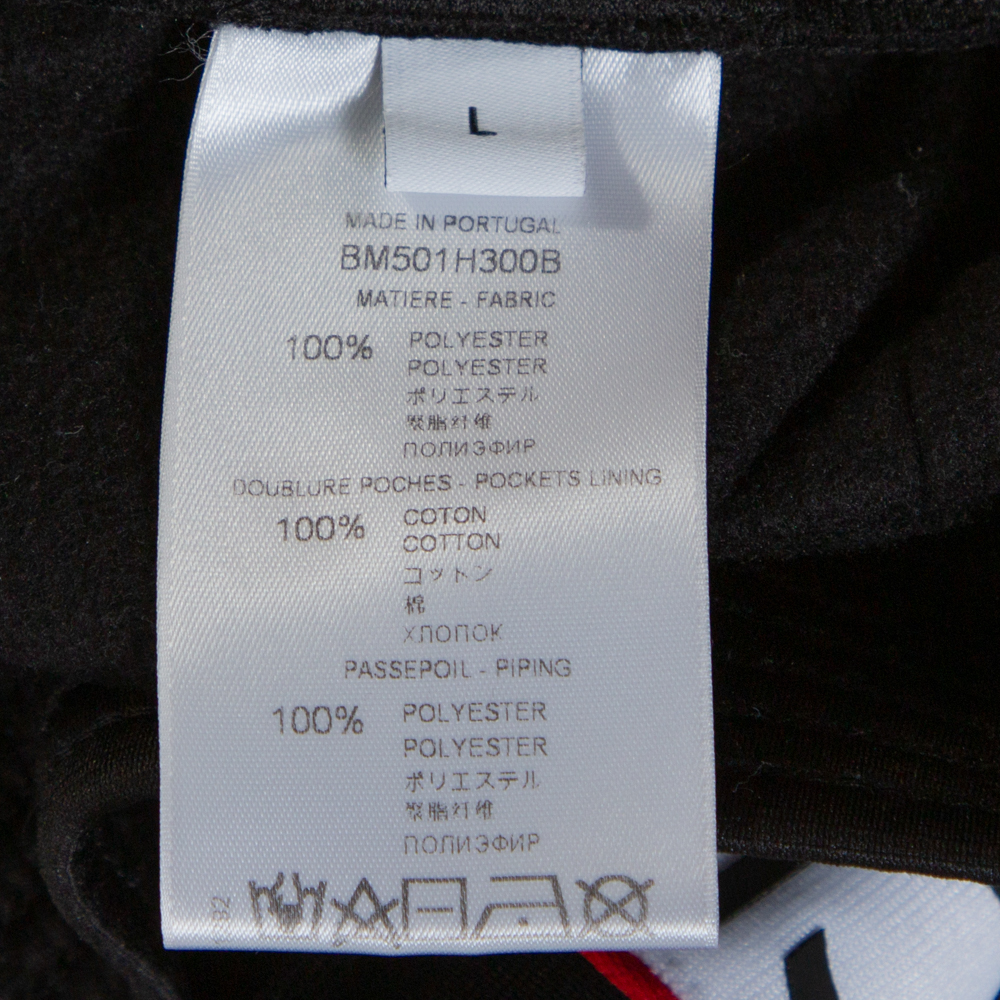 L
MADE IN PORTUGAL
BM501H300B
MATIERE - FABRIC
100% POLYESTER
POLYESTER
ポリエステル
聚脂纤维
ПОЛИЭФИР
DOUBLURE POCHES - POCKETS LINING
100% COTON
COTTON
コットン
棉
ХЛОПОК
PASSEPOIL - PIPING
100% POLYESTER
POLYESTER
ポリエステル
聚脂纤维
ПОЛИЭФИР